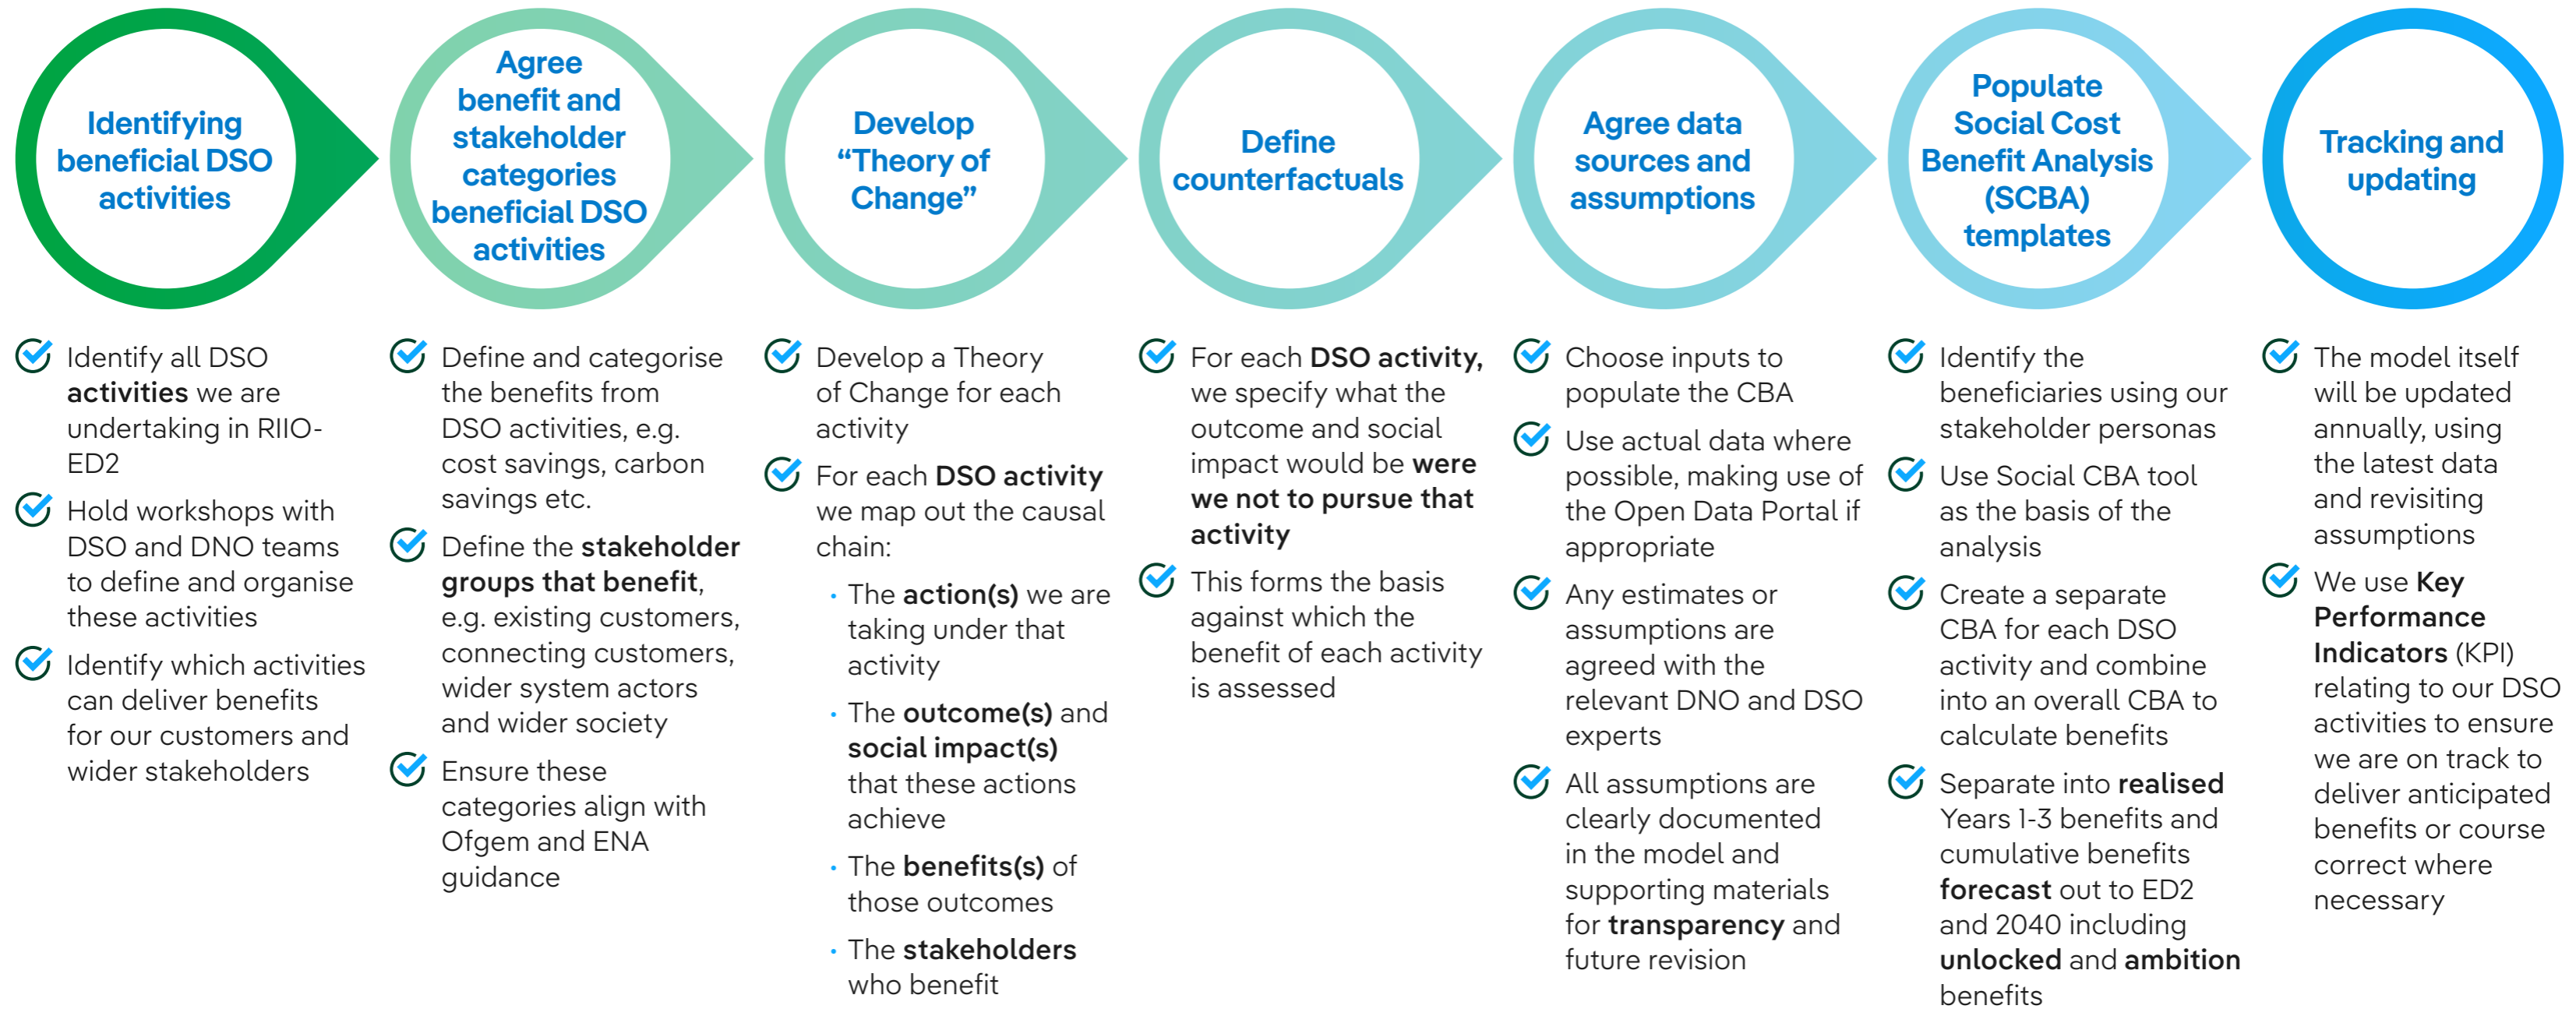 Identifying
beneficial DSO
activities
Identify all DSO
activities we are
undertaking in RIIO-
ED2
Hold workshops with
DSO and DNO teams
to define and organise
these activities
Identify which activities
can deliver benefits
for our customers and
wider stakeholders
Agree
benefit and
stakeholder
categories
beneficial DSO
activities
Define and categorise
the benefits from
DSO activities, e.g.
cost savings, carbon
savings etc.
Define the stakeholder
groups that benefit,
e.g. existing customers,
connecting customers,
wider system actors
and wider society
Ensure these
categories align with
Ofgem and ENA
guidance
Develop
“Theory of
Change”
Develop a Theory
of Change for each
activity
For each DSO activity
we map out the causal
chain:
• The action(s) we are
taking under that
activity
• The outcome(s) and
social impact(s)
that these actions
achieve
• The benefits(s) of
those outcomes
• The stakeholders
who benefit
Define
counterfactuals
For each DSO activity,
we specify what the
outcome and social
impact would be were
we not to pursue that
activity
This forms the basis
against which the
benefit of each activity
is assessed
Agree data
sources and
assumptions
Choose inputs to
populate the CBA
Use actual data where
possible, making use of
the Open Data Portal if
appropriate
Any estimates or
assumptions are
agreed with the
relevant DNO and DSO
experts
All assumptions are
clearly documented
in the model and
supporting materials
for transparency and
future revision
Populate
Social Cost
Benefit Analysis
(SCBA)
templates
Identify the
beneficiaries using our
stakeholder personas
Use Social CBA tool
as the basis of the
analysis
Create a separate
CBA for each DSO
activity and combine
into an overall CBA to
calculate benefits
Separate into realised
Years 1-3 benefits and
cumulative benefits
forecast out to ED2
and 2040 including
unlocked and ambition
benefits
Tracking and
updating
The model itself
will be updated
annually, using
the latest data
and revisiting
assumptions
We use Key
Performance
Indicators (KPI)
relating to our DSO
activities to ensure
we are on track to
deliver anticipated
benefits or course
correct where
necessary